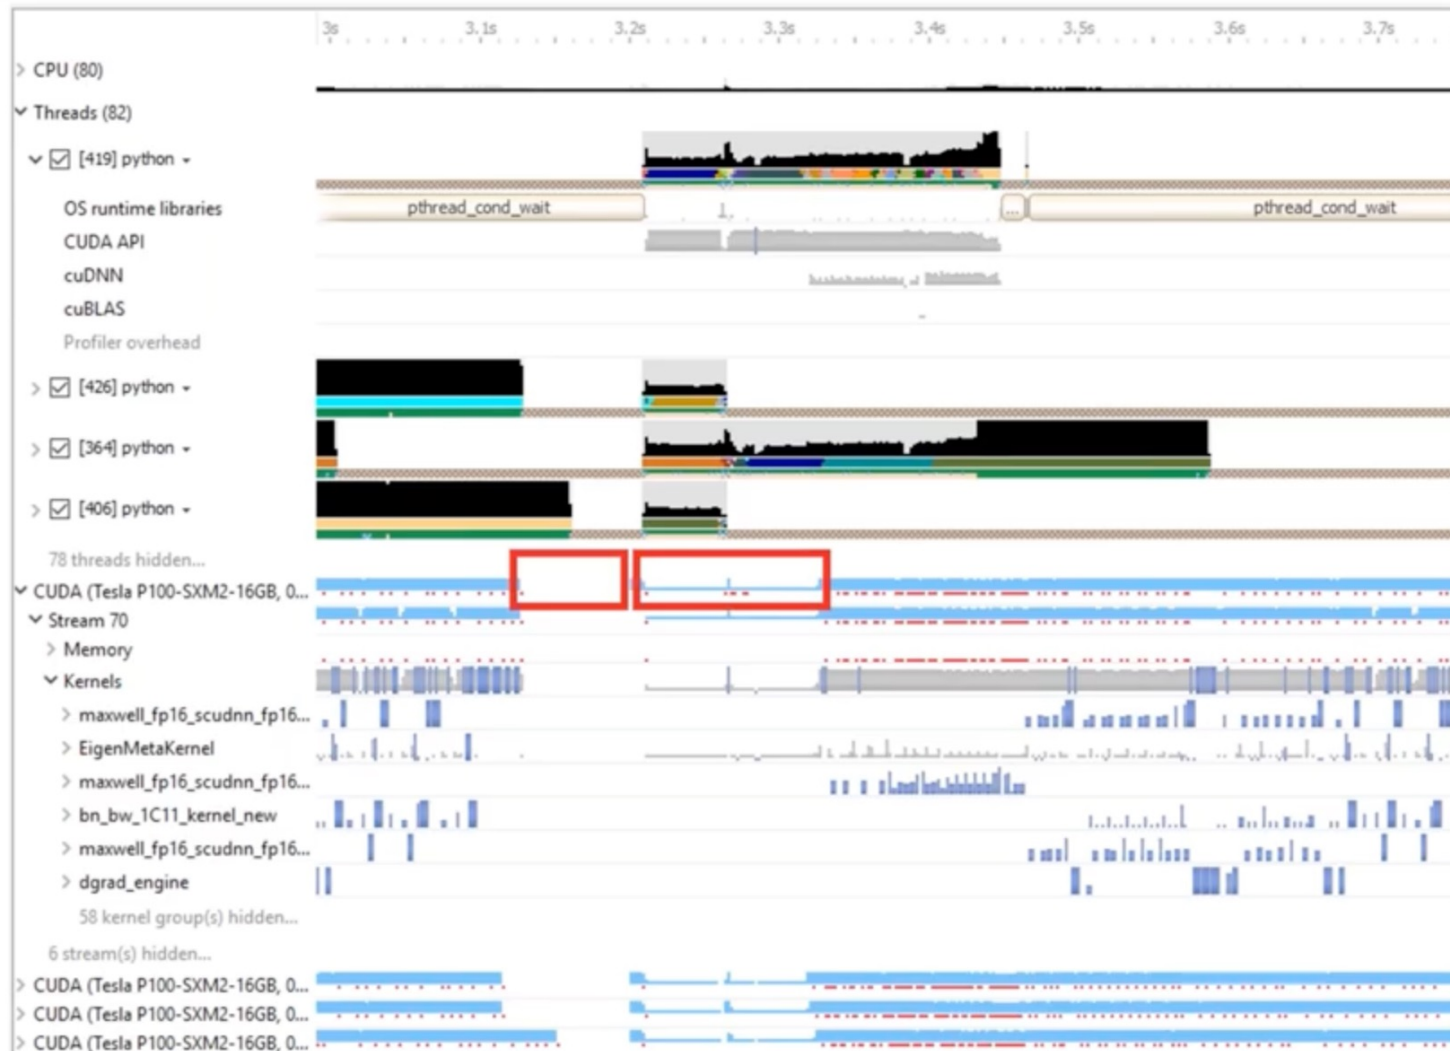 3s 3.1s 3.2s 3.3s 3.4s 3.5s 3.6s 3.7s
CPU (80)
Threads (82)
[419] python
OS runtime libraries pthread_cond_wait ... pthread_cond_wait
CUDA API
cuDNN
cuBLAS
Profiler overhead
[426] python
[364] python
[406] python
78 threads hidden...
CUDA (Tesla P100-SXM2-16GB, 0...
Stream 70
Memory
Kernels
maxwell_fp16_scudnn_fp16...
EigenMetaKernel
maxwell_fp16_scudnn_fp16...
bn_bw_1C11_kernel_new
maxwell_fp16_scudnn_fp16...
dgrad_engine
58 kernel group(s) hidden...
6 stream(s) hidden...
CUDA (Tesla P100-SXM2-16GB, 0...
CUDA (Tesla P100-SXM2-16GB, 0...
CUDA (Tesla P100-SXM2-16GB, 0...